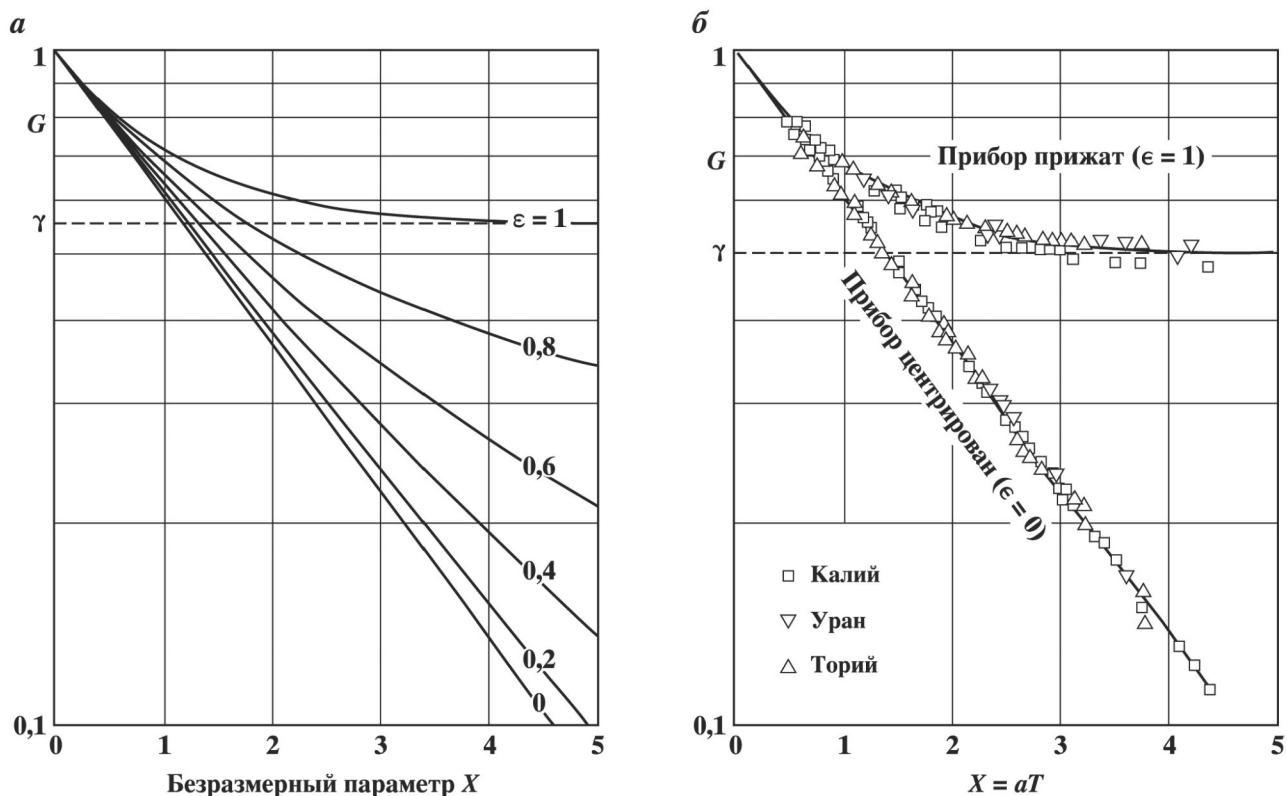 а
1
G
γ
0,1
ε = 1
0,8
0,6
0,4
0,2
0
0 1 2 3 4 5
Безразмерный параметр X
б
1
G
γ
0,1
Прибор прижат (ϵ = 1)
Прибор центрирован (ϵ = 0)
Калий
Уран
Торий
0 1 2 3 4 5
X = aT